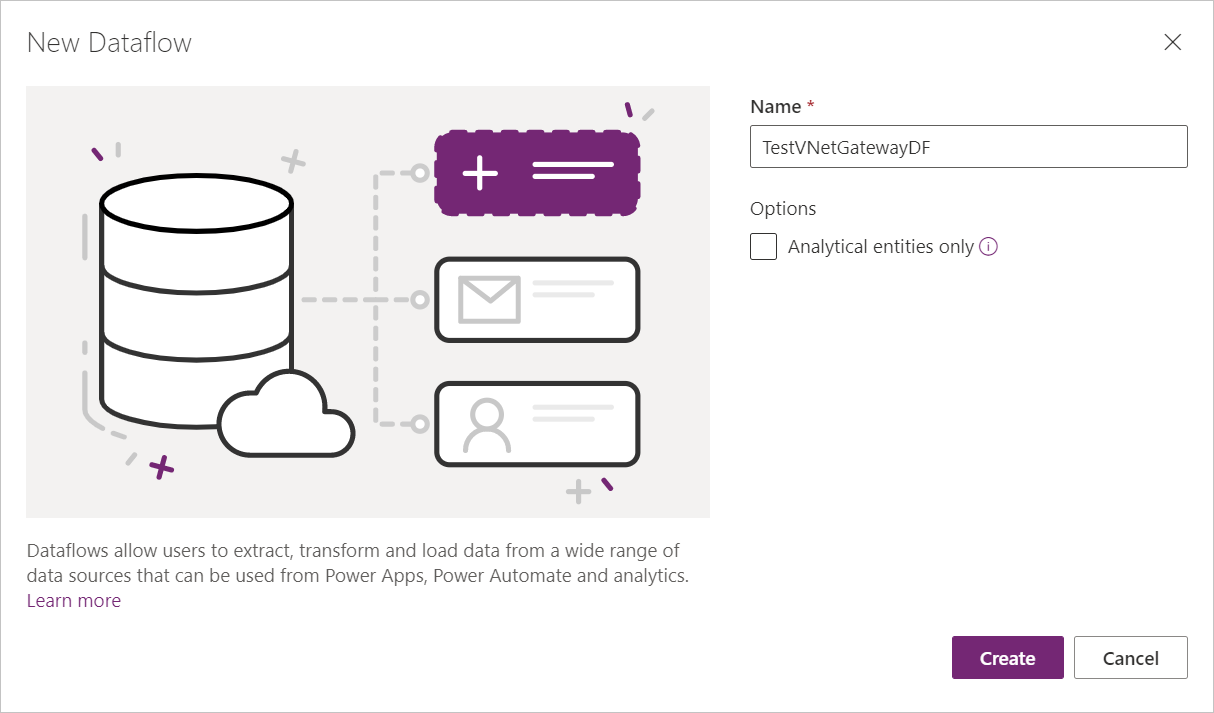 New Dataflow
Name *
TestVNetGatewayDF
Options
Analytical entities only
Dataflows allow users to extract, transform and load data from a wide range of
data sources that can be used from Power Apps, Power Automate and analytics.
Learn more
Create
Cancel